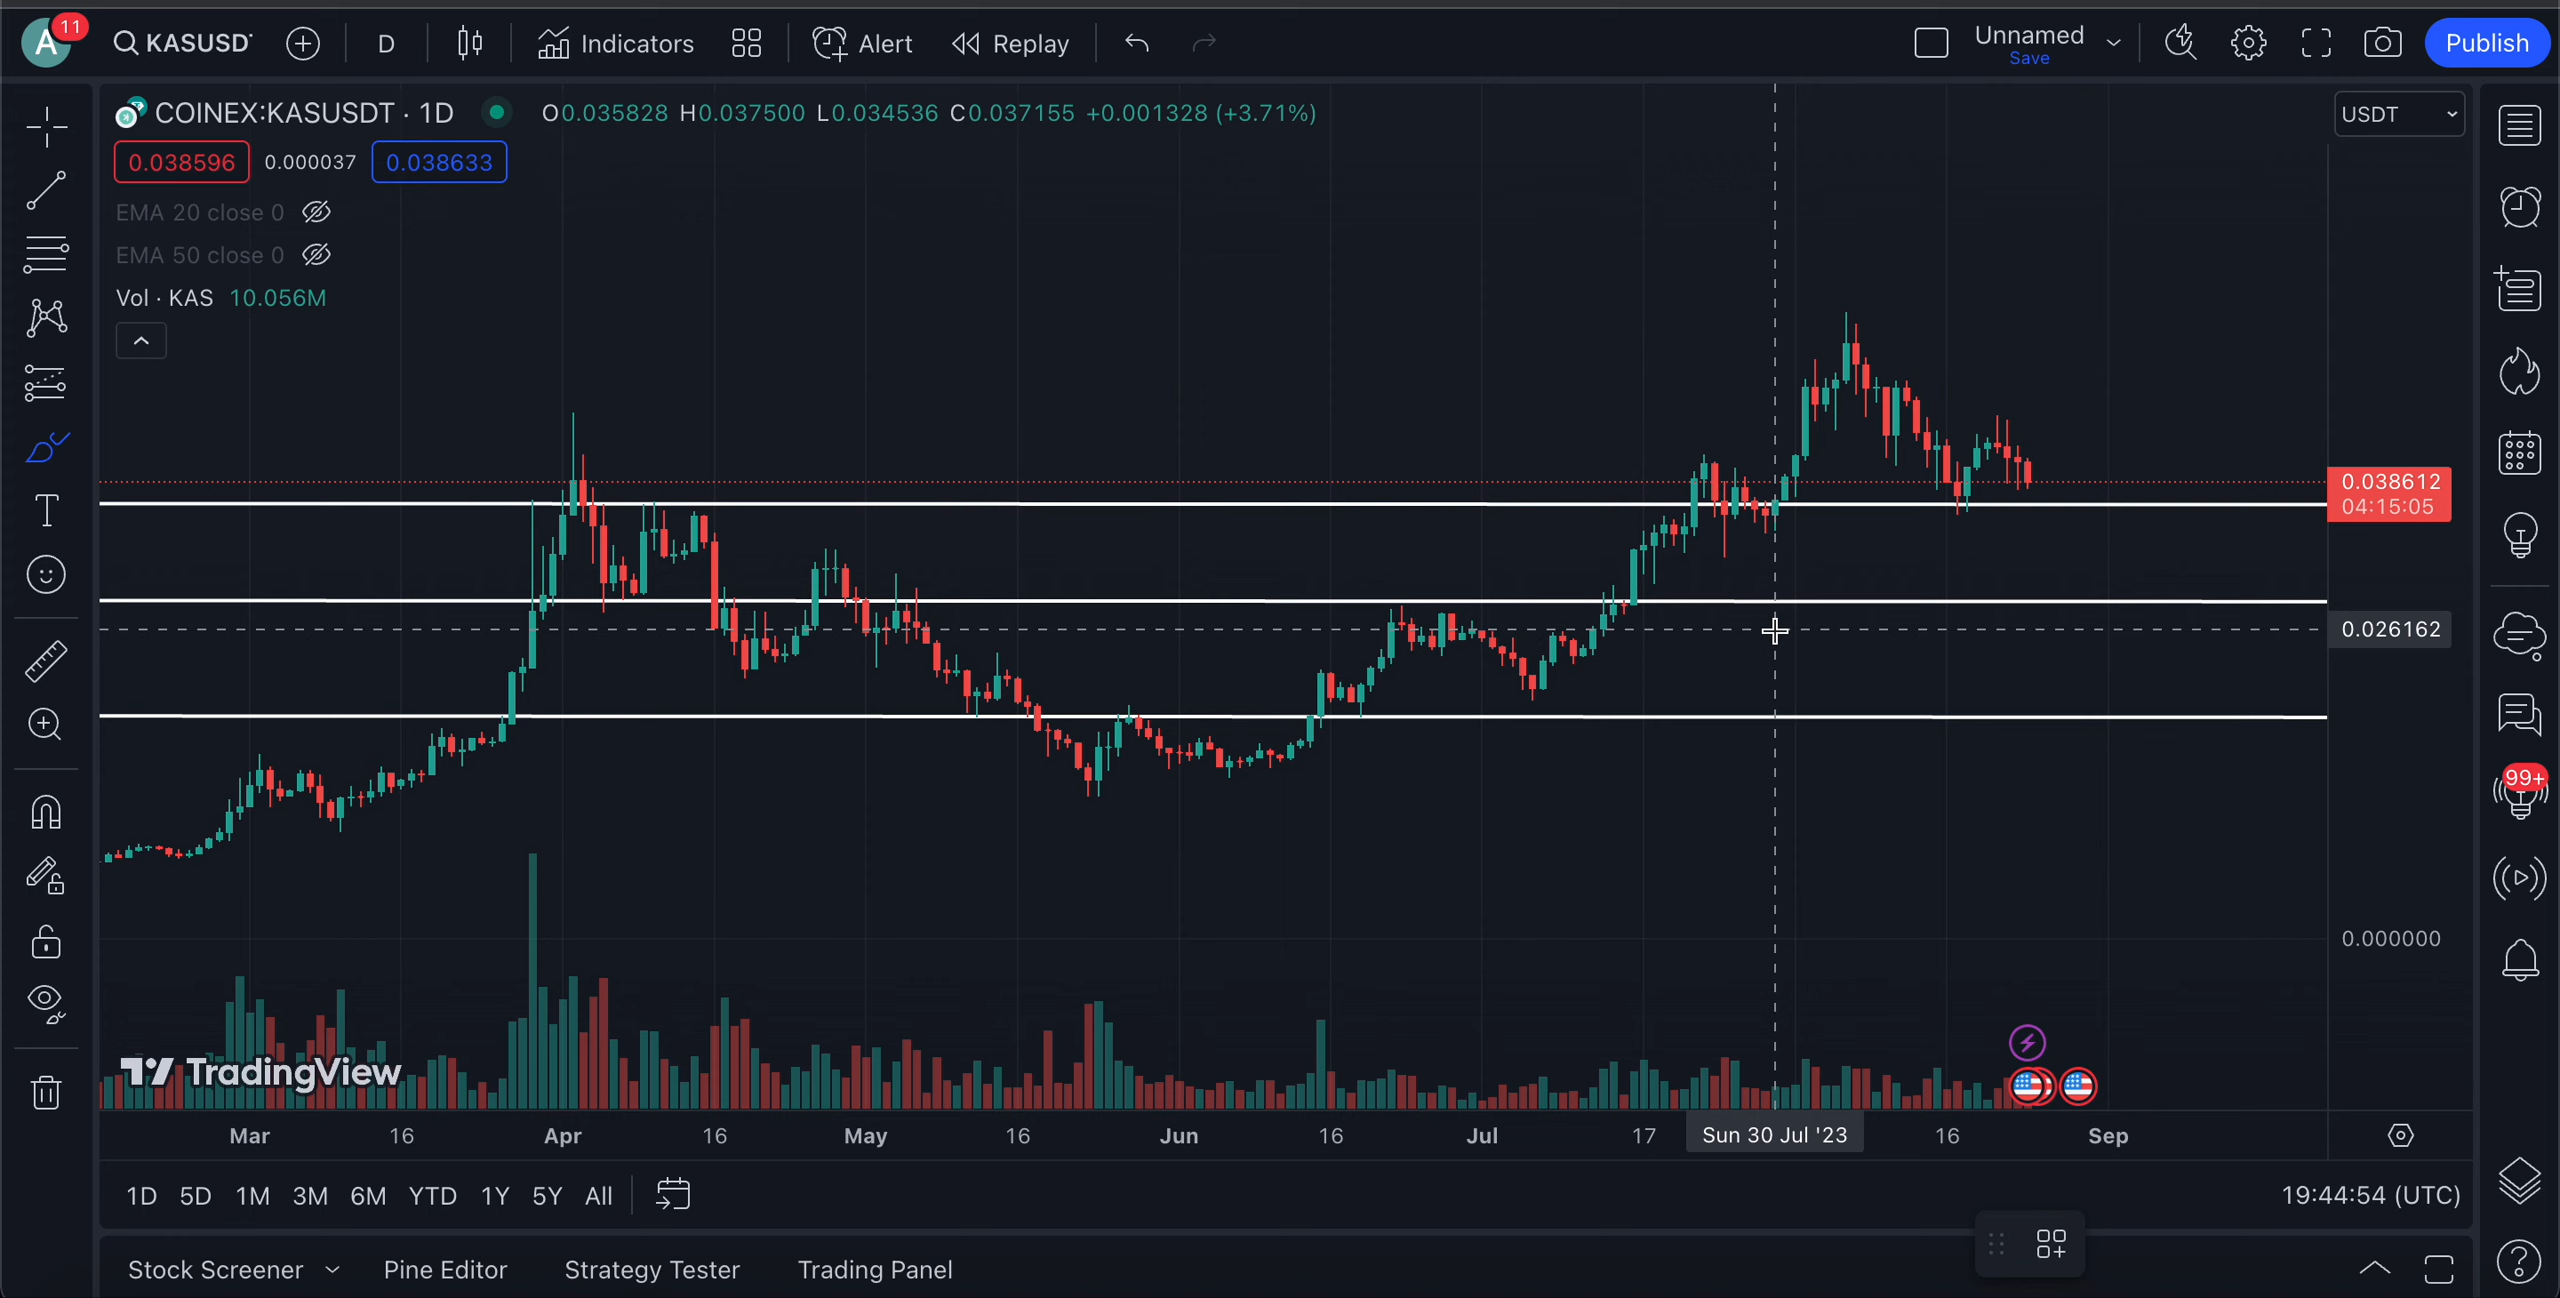 A 11 KASUSDT D Indicators Alert Replay Unnamed Publish
Save
COINEX:KASUSDT · 1D O0.035828 H0.037500 L0.034536 C0.037155 +0.001328 (+3.71%) USDT
0.038596 0.000037 0.038633
EMA 20 close 0
EMA 50 close 0
Vol · KAS 10.056M
0.038612
04:15:05
0.026162
99+
0.000000
TradingView
Mar 16 Apr 16 May 16 Jun 16 Jul 17 Sun 30 Jul '23 16 Sep
1D 5D 1M 3M 6M YTD 1Y 5Y All 19:44:54 (UTC)
Stock Screener Pine Editor Strategy Tester Trading Panel